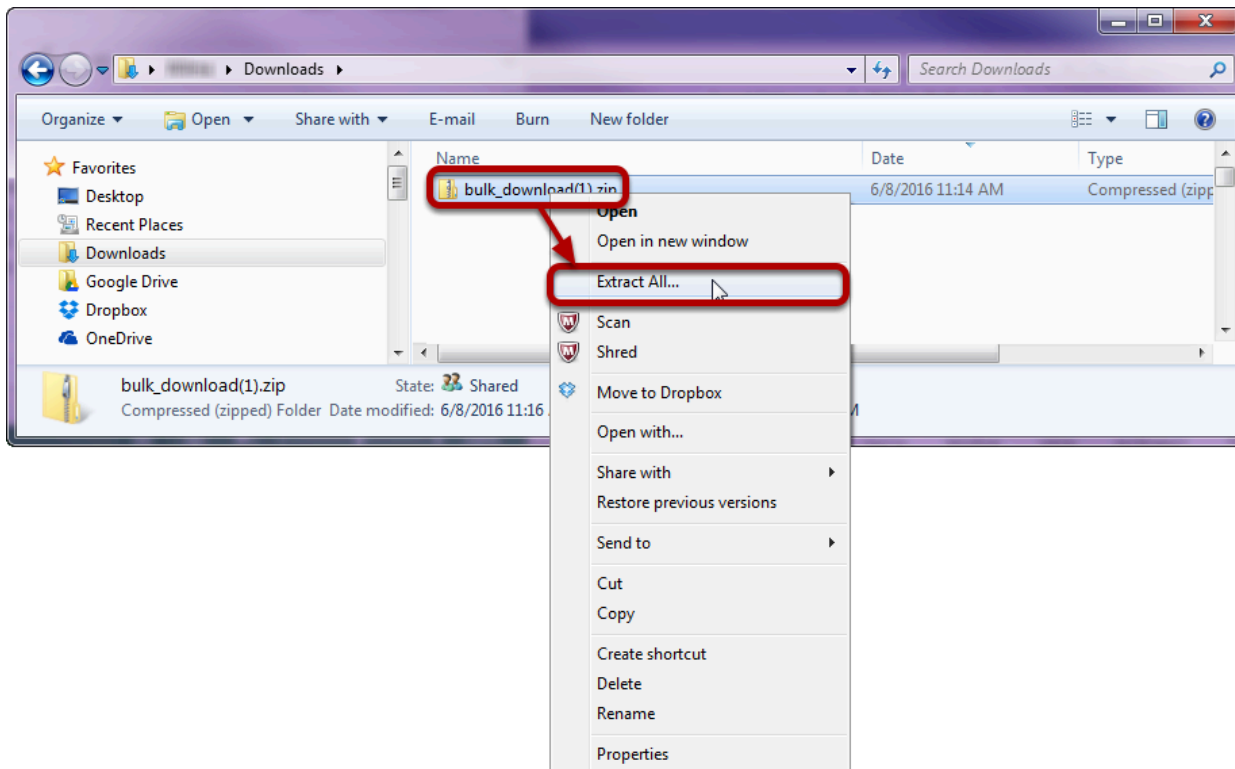 Downloads
Search Downloads
Organize Open Share with E-mail Burn New folder
Name Date Type
Favorites
Desktop
Recent Places
Downloads
Google Drive
Dropbox
OneDrive
bulk_download(1).zip 6/8/2016 11:14 AM Compressed (zipp
Open
Open in new window
Extract All...
Scan
Shred
Move to Dropbox
Open with...
Share with
Restore previous versions
Send to
Cut
Copy
Create shortcut
Delete
Rename
Properties
bulk_download(1).zip State: Shared
Compressed (zipped) Folder Date modified: 6/8/2016 11:16